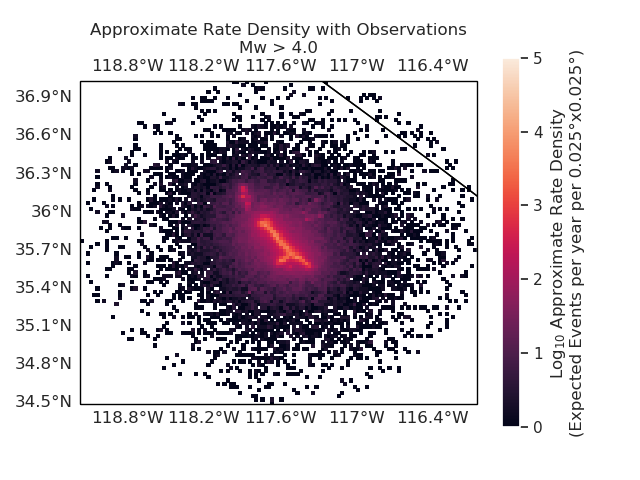 Approximate Rate Density with Observations
Mw > 4.0
118.8°W 118.2°W 117.6°W 117°W 116.4°W
36.9°N
36.6°N
36.3°N
36°N
35.7°N
35.4°N
35.1°N
34.8°N
34.5°N
118.8°W 118.2°W 117.6°W 117°W 116.4°W
5
4
3
2
1
0
Log₁₀ Approximate Rate Density
(Expected Events per year per 0.025°x0.025°)